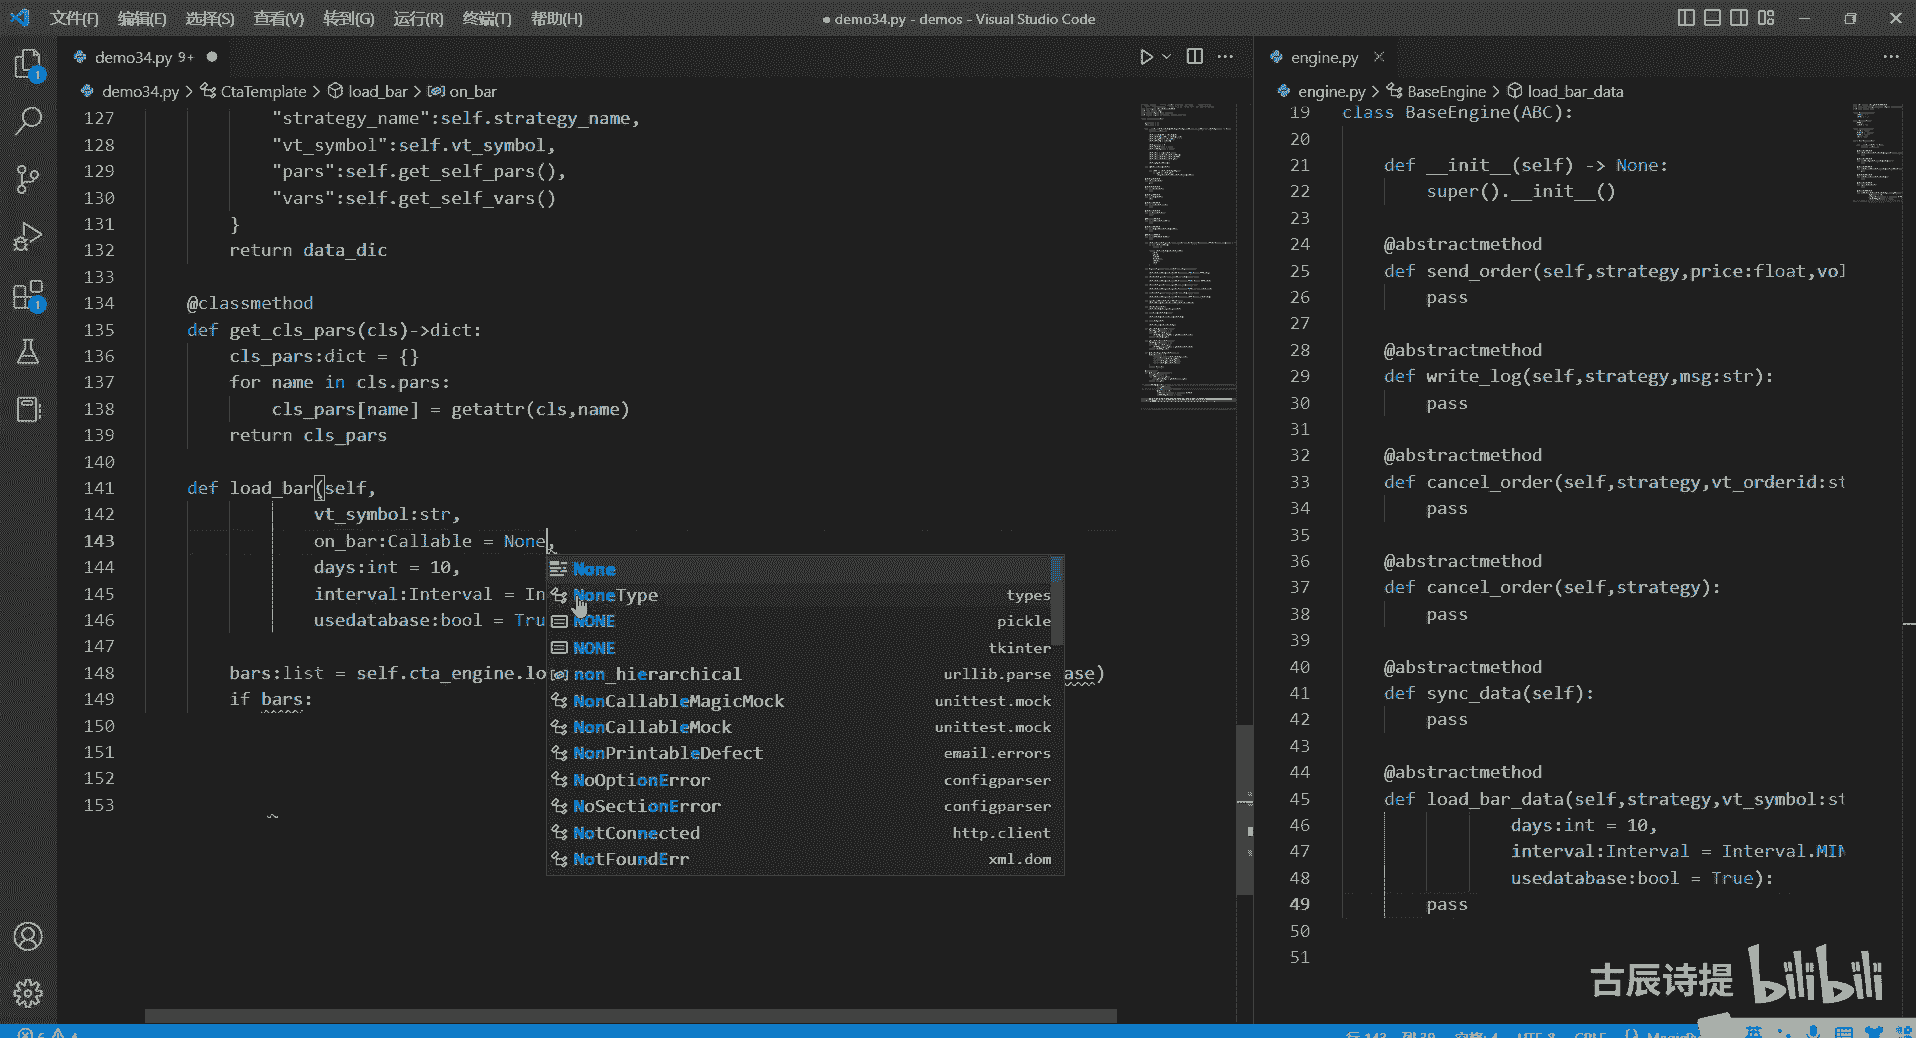 文件(F) 编辑(E) 选择(S) 查看(V) 转到(G) 运行(R) 终端(T) 帮助(H)
● demo34.py - demos - Visual Studio Code
demo34.py 9+ ●
demo34.py > CtaTemplate > load_bar > on_bar
127 "strategy_name":self.strategy_name,
128 "vt_symbol":self.vt_symbol,
129 "pars":self.get_self_pars(),
130 "vars":self.get_self_vars()
131 }
132 return data_dic
133
134 @classmethod
135 def get_cls_pars(cls)->dict:
136 cls_pars:dict = {}
137 for name in cls.pars:
138 cls_pars[name] = getattr(cls,name)
139 return cls_pars
140
141 def load_bar(self,
142 vt_symbol:str,
143 on_bar:Callable = None,
144 days:int = 10,
145 interval:Interval = In
146 usedatabase:bool = Tru
147
148 bars:list = self.cta_engine.lo ase)
149 if bars:
150
151
152
153
None
NoneType types
NONE pickle
NONE tkinter
non_hierarchical urllib.parse
NonCallableMagicMock unittest.mock
NonCallableMock unittest.mock
NonPrintableDefect email.errors
NoOptionError configparser
NoSectionError configparser
NotConnected http.client
NotFoundErr xml.dom
engine.py
engine.py > BaseEngine > load_bar_data
19 class BaseEngine(ABC):
20
21 def __init__(self) -> None:
22 super().__init__()
23
24 @abstractmethod
25 def send_order(self,strategy,price:float,vol
26 pass
27
28 @abstractmethod
29 def write_log(self,strategy,msg:str):
30 pass
31
32 @abstractmethod
33 def cancel_order(self,strategy,vt_orderid:st
34 pass
35
36 @abstractmethod
37 def cancel_order(self,strategy):
38 pass
39
40 @abstractmethod
41 def sync_data(self):
42 pass
43
44 @abstractmethod
45 def load_bar_data(self,strategy,vt_symbol:st
46 days:int = 10,
47 interval:Interval = Interval.MIN
48 usedatabase:bool = True):
49 pass
50
51
古辰诗提 bilibili
行 143 列 39 空格: 4 UTF-8 CRLF
英